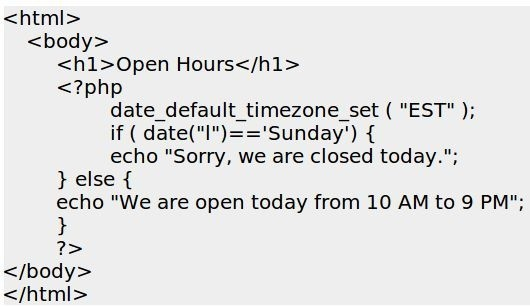 <html>
<body>
<h1>Open Hours</h1>
<?php
date_default_timezone_set ( "EST" );
if ( date("l")=='Sunday') {
echo "Sorry, we are closed today.";
} else {
echo "We are open today from 10 AM to 9 PM";
}
?>
</body>
</html>